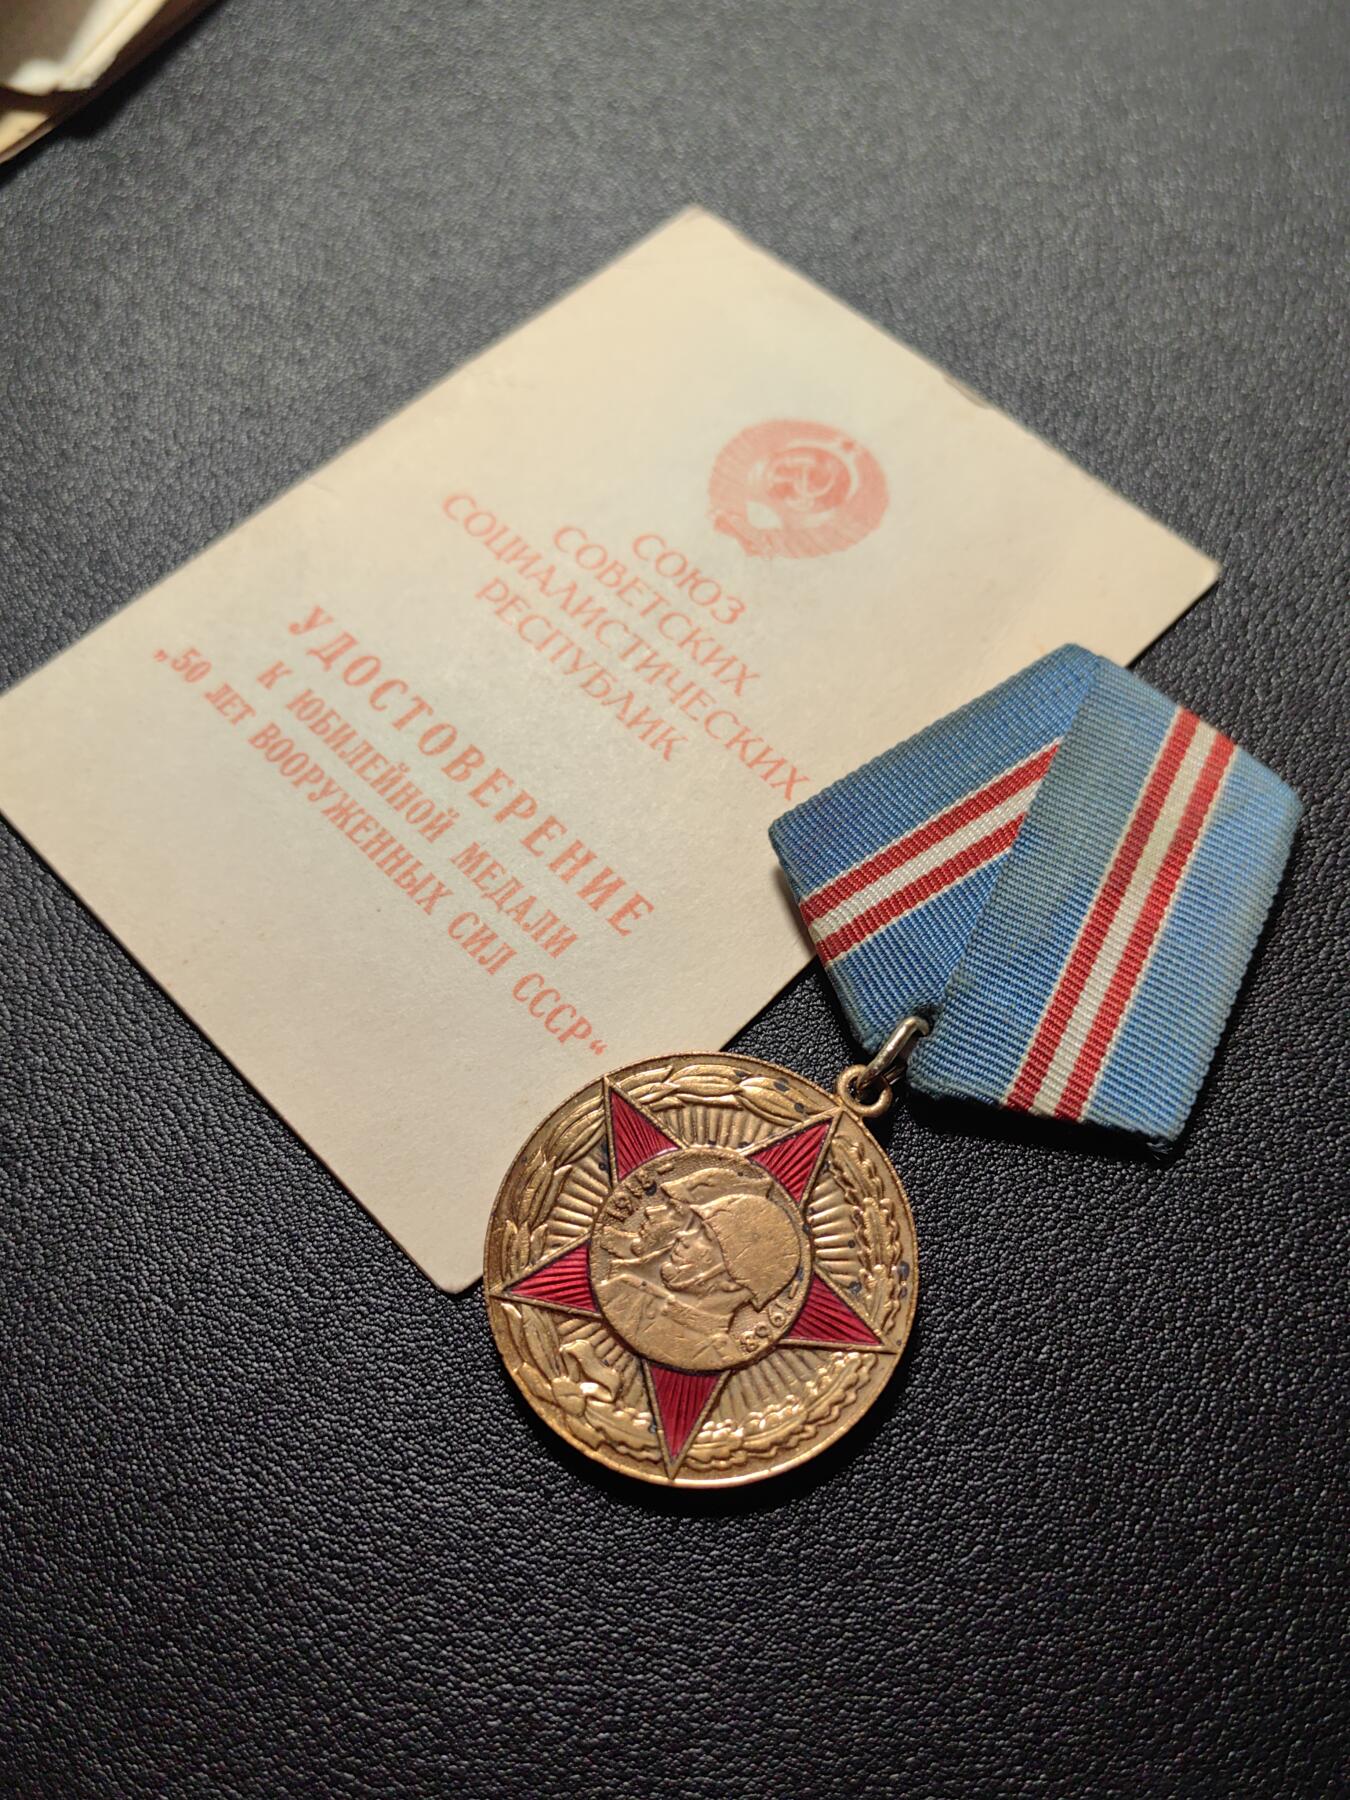 СОЮЗ
СОВЕТСКИХ
СОЦИАЛИСТИЧЕСКИХ
РЕСПУБЛИК
УДОСТОВЕРЕНИЕ
К ЮБИЛЕЙНОЙ МЕДАЛИ
„50 ЛЕТ ВООРУЖЕННЫХ СИЛ СССР“
1918 –
– 1968